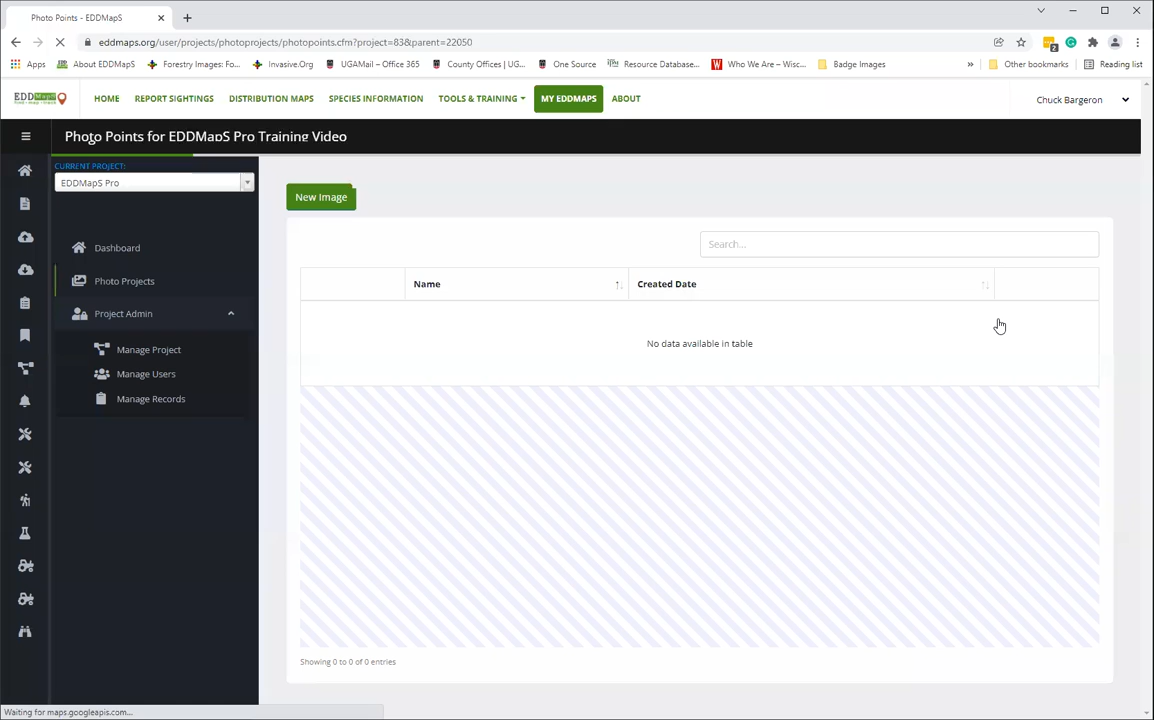 Photo Points - EDDMapS
eddmaps.org/user/projects/photoprojects/photopoints.cfm?project=83&parent=22050
2
Apps
About EDDMapS
Forestry Images: Fo...
Invasive.Org
UGAMail – Office 365
County Offices | UG...
One Source
Resource Database...
Who We Are – Wisc...
Badge Images
»
Other bookmarks
Reading list
EDDMapS
find • map • track
HOME
REPORT SIGHTINGS
DISTRIBUTION MAPS
SPECIES INFORMATION
TOOLS & TRAINING
MY EDDMAPS
ABOUT
Chuck Bargeron
Photo Points for EDDMapS Pro Training Video
CURRENT PROJECT:
EDDMapS Pro
Dashboard
Photo Projects
Project Admin
Manage Project
Manage Users
Manage Records
New Image
Search...
Name
Created Date
No data available in table
Showing 0 to 0 of 0 entries
Waiting for maps.googleapis.com...